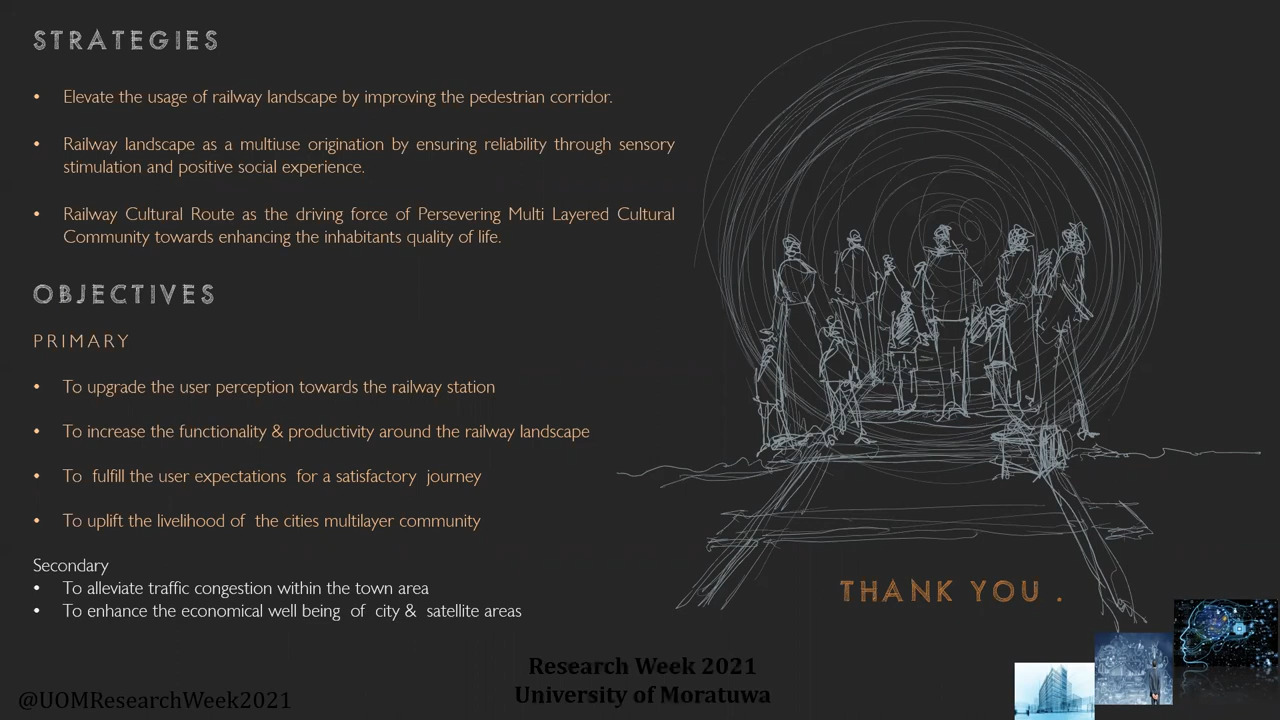 STRATEGIES
• Elevate the usage of railway landscape by improving the pedestrian corridor.
• Railway landscape as a multiuse origination by ensuring reliability through sensory
stimulation and positive social experience.
• Railway Cultural Route as the driving force of Persevering Multi Layered Cultural
Community towards enhancing the inhabitants quality of life.
OBJECTIVES
PRIMARY
• To upgrade the user perception towards the railway station
• To increase the functionality & productivity around the railway landscape
• To fulfill the user expectations for a satisfactory journey
• To uplift the livelihood of the cities multilayer community
Secondary
• To alleviate traffic congestion within the town area
• To enhance the economical well being of city & satellite areas
THANK YOU .
Research Week 2021
University of Moratuwa
@UOMResearchWeek2021